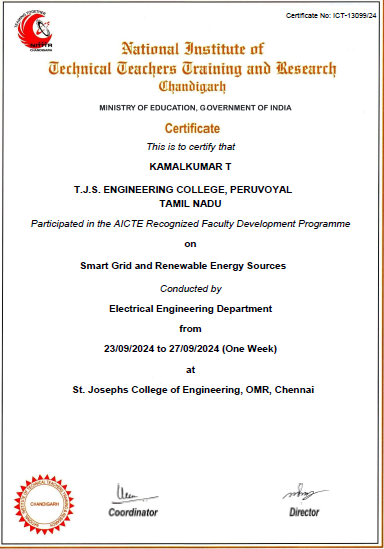 Certificate No: ICT-13099/24
NITTTR
CHANDIGARH
National Institute of
Technical Teachers Training and Research
Chandigarh
MINISTRY OF EDUCATION, GOVERNMENT OF INDIA
Certificate
This is to certify that
KAMALKUMAR T
T.J.S. ENGINEERING COLLEGE, PERUVOYAL
TAMIL NADU
Participated in the AICTE Recognized Faculty Development Programme
on
Smart Grid and Renewable Energy Sources
Conducted by
Electrical Engineering Department
from
23/09/2024 to 27/09/2024 (One Week)
at
St. Josephs College of Engineering, OMR, Chennai
CHANDIGARH
Coordinator
Director